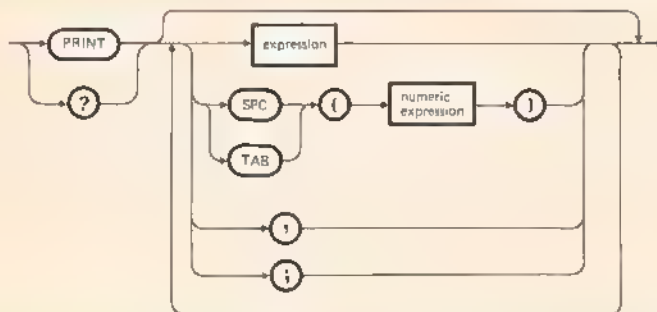 PRINT
expression
?
SPC
(
numeric
expression
)
TAB
,
;